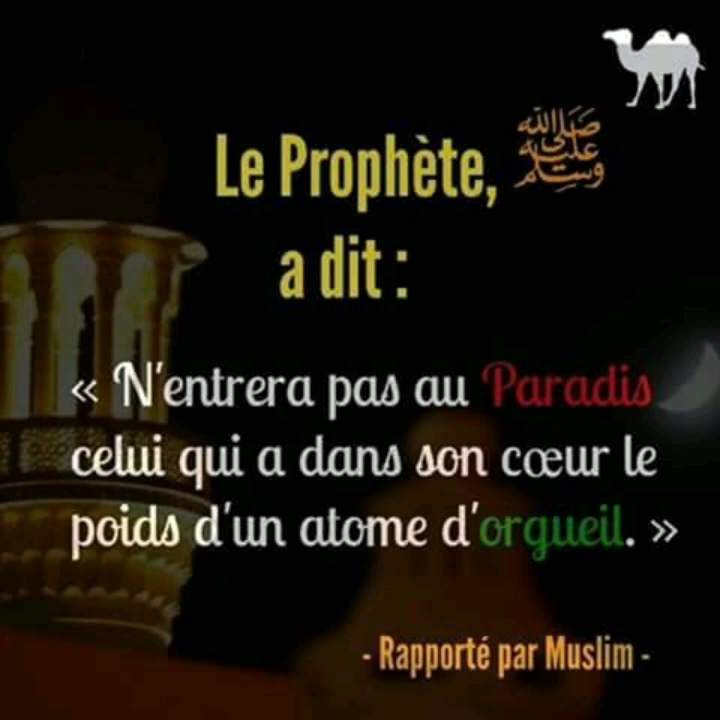 Le Prophète, صلى الله عليه وسلم
a dit :
« N'entrera pas au Paradis
celui qui a dans son cœur le
poids d'un atome d'orgueil. »
- Rapporté par Muslim -